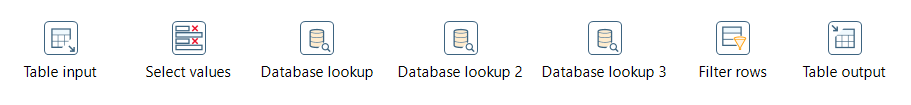 Table input
Select values
Database lookup
Database lookup 2
Database lookup 3
Filter rows
Table output